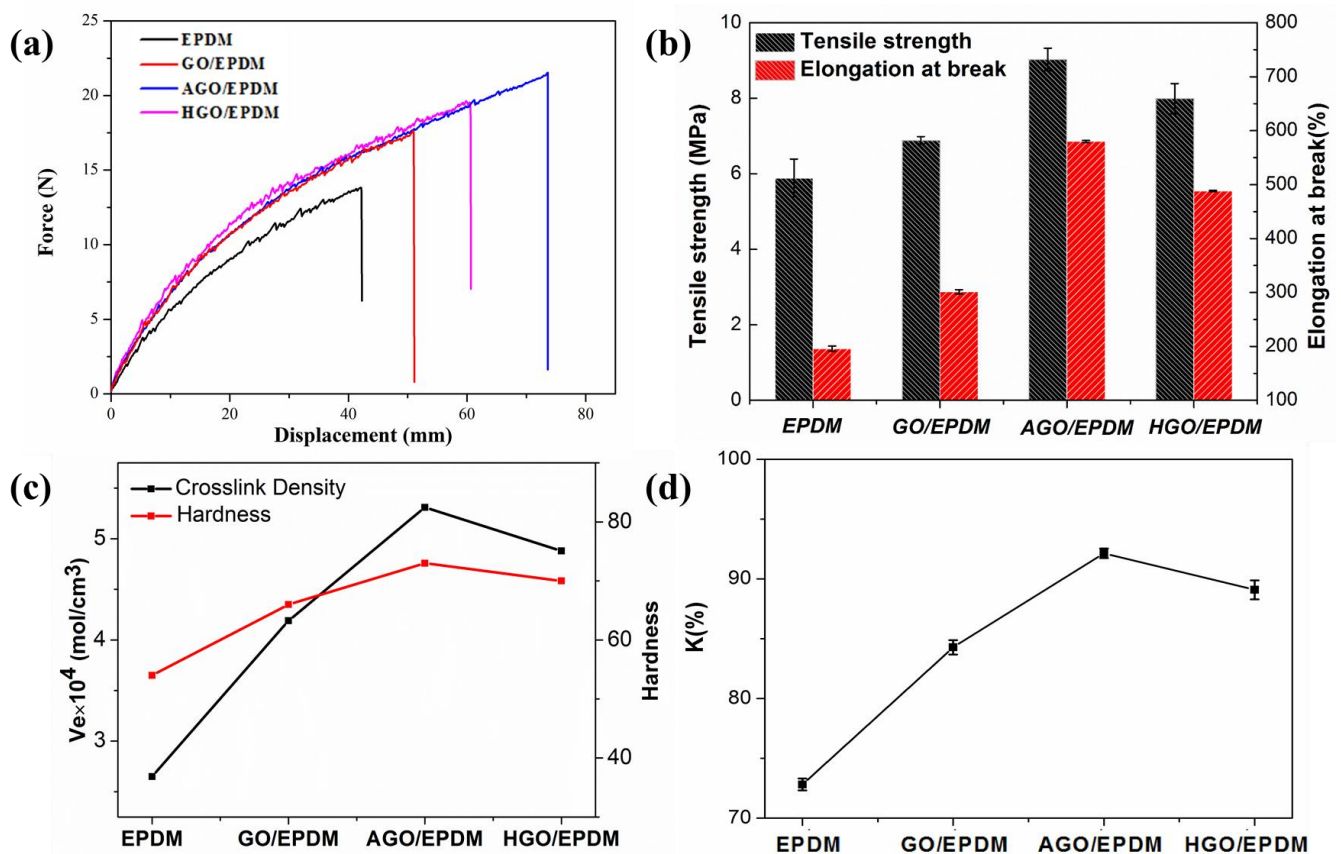 (a)
25
20
15
10
5
0
Force (N)
EPDM
GO/EPDM
AGO/EPDM
HGO/EPDM
0 20 40 60 80
Displacement (mm)
(b)
10
8
6
4
2
0
Tensile strength (MPa)
Tensile strength
Elongation at break
800
700
600
500
400
300
200
100
Elongation at break(%)
EPDM GO/EPDM AGO/EPDM HGO/EPDM
(c)
5
4
3
Ve×10⁴ (mol/cm³)
Crosslink Density
Hardness
80
60
40
Hardness
EPDM GO/EPDM AGO/EPDM HGO/EPDM
(d)
100
90
80
70
K(%)
EPDM GO/EPDM AGO/EPDM HGO/EPDM